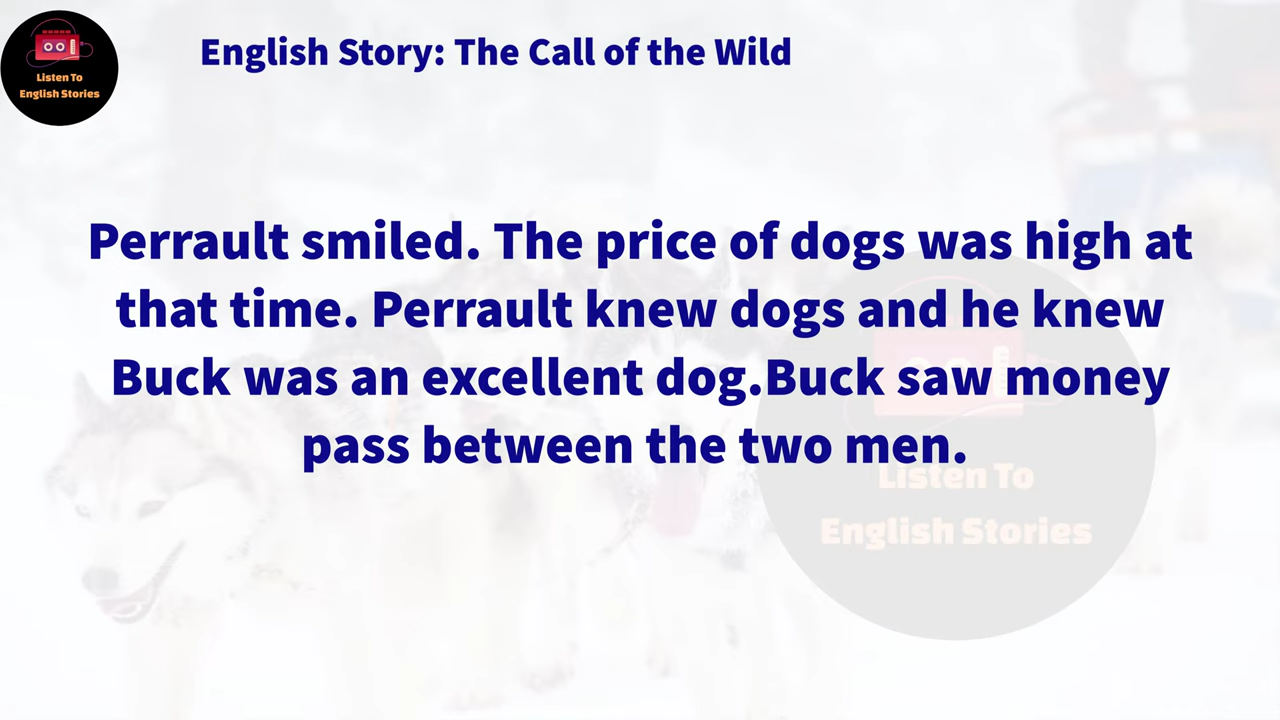 Listen To
English Stories
English Story: The Call of the Wild
Perrault smiled. The price of dogs was high at
that time. Perrault knew dogs and he knew
Buck was an excellent dog.Buck saw money
pass between the two men.
Listen To
English Stories